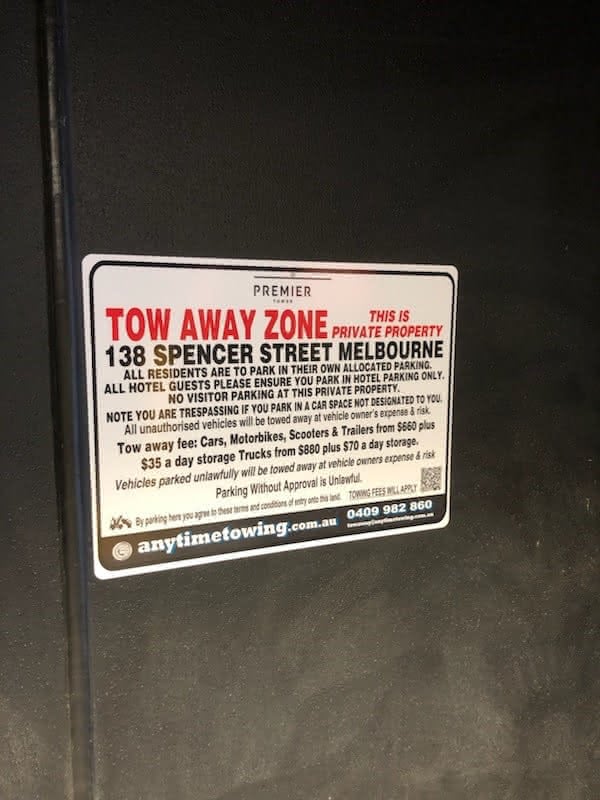 PREMIER
TOWER
TOW AWAY ZONE THIS IS PRIVATE PROPERTY
138 SPENCER STREET MELBOURNE
ALL RESIDENTS ARE TO PARK IN THEIR OWN ALLOCATED PARKING.
ALL HOTEL GUESTS PLEASE ENSURE YOU PARK IN HOTEL PARKING ONLY.
NO VISITOR PARKING AT THIS PRIVATE PROPERTY.
NOTE YOU ARE TRESPASSING IF YOU PARK IN A CAR SPACE NOT DESIGNATED TO YOU.
All unauthorised vehicles will be towed away at vehicle owner's expense & risk.
Tow away fee: Cars, Motorbikes, Scooters & Trailers from $660 plus
$35 a day storage Trucks from $880 plus $70 a day storage.
Vehicles parked unlawfully will be towed away at vehicle owners expense & risk
Parking Without Approval is Unlawful.
By parking here you agree to these terms and conditions of entry onto this land. TOWING FEES WILL APPLY
anytimetowing.com.au 0409 982 860